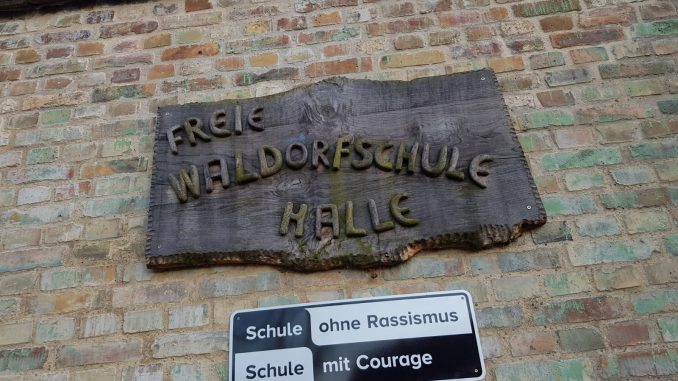 FREIE
WALDORFSCHULE
HALLE
Schule ohne Rassismus
Schule mit Courage